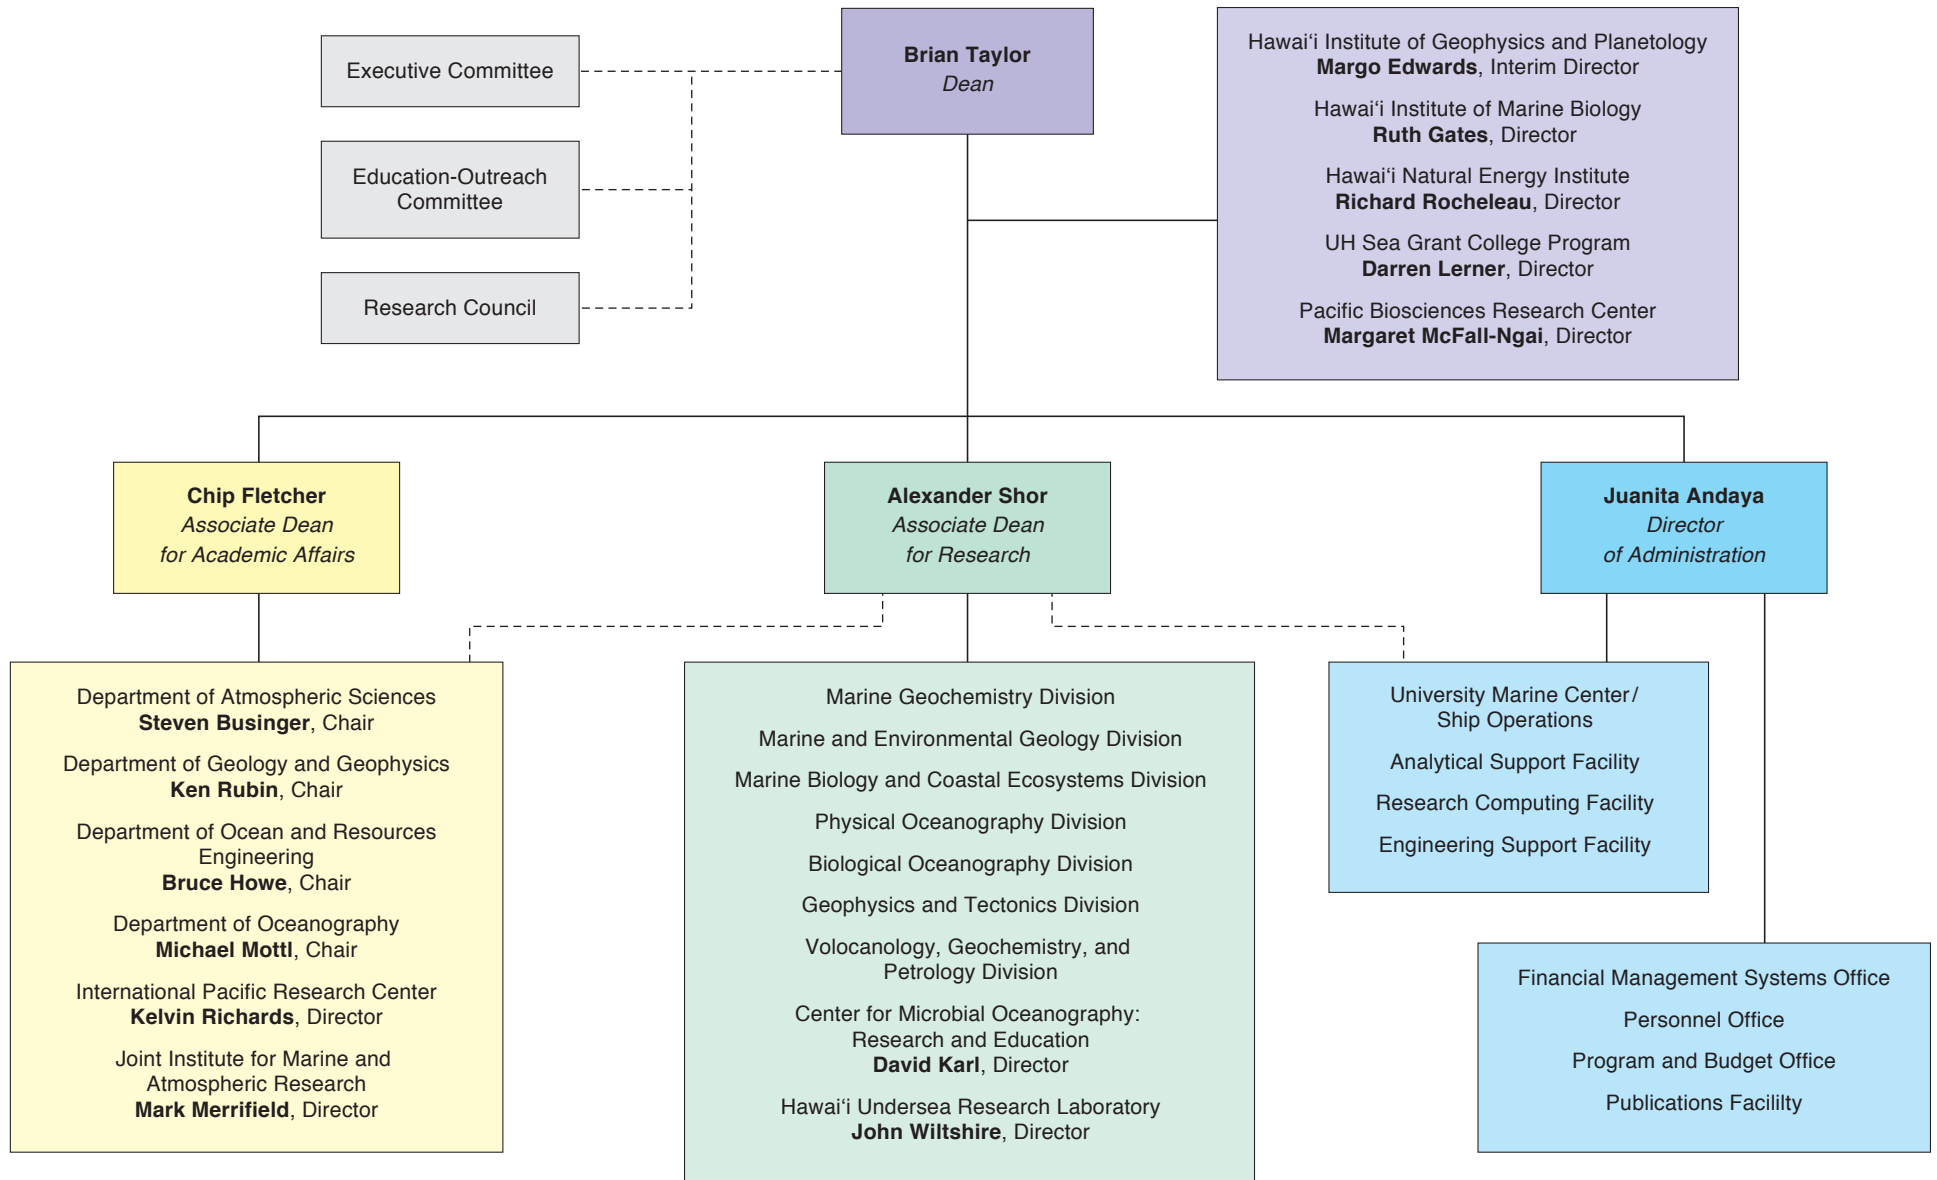 Executive Committee
Education-Outreach
Committee
Research Council
Brian Taylor
Dean
Hawai‘i Institute of Geophysics and Planetology
Margo Edwards, Interim Director
Hawai‘i Institute of Marine Biology
Ruth Gates, Director
Hawai‘i Natural Energy Institute
Richard Rocheleau, Director
UH Sea Grant College Program
Darren Lerner, Director
Pacific Biosciences Research Center
Margaret McFall-Ngai, Director
Chip Fletcher
Associate Dean
for Academic Affairs
Alexander Shor
Associate Dean
for Research
Juanita Andaya
Director
of Administration
Department of Atmospheric Sciences
Steven Businger, Chair
Department of Geology and Geophysics
Ken Rubin, Chair
Department of Ocean and Resources
Engineering
Bruce Howe, Chair
Department of Oceanography
Michael Mottl, Chair
International Pacific Research Center
Kelvin Richards, Director
Joint Institute for Marine and
Atmospheric Research
Mark Merrifield, Director
Marine Geochemistry Division
Marine and Environmental Geology Division
Marine Biology and Coastal Ecosystems Division
Physical Oceanography Division
Biological Oceanography Division
Geophysics and Tectonics Division
Volocanology, Geochemistry, and
Petrology Division
Center for Microbial Oceanography:
Research and Education
David Karl, Director
Hawai‘i Undersea Research Laboratory
John Wiltshire, Director
University Marine Center/
Ship Operations
Analytical Support Facility
Research Computing Facility
Engineering Support Facility
Financial Management Systems Office
Personnel Office
Program and Budget Office
Publications Facililty